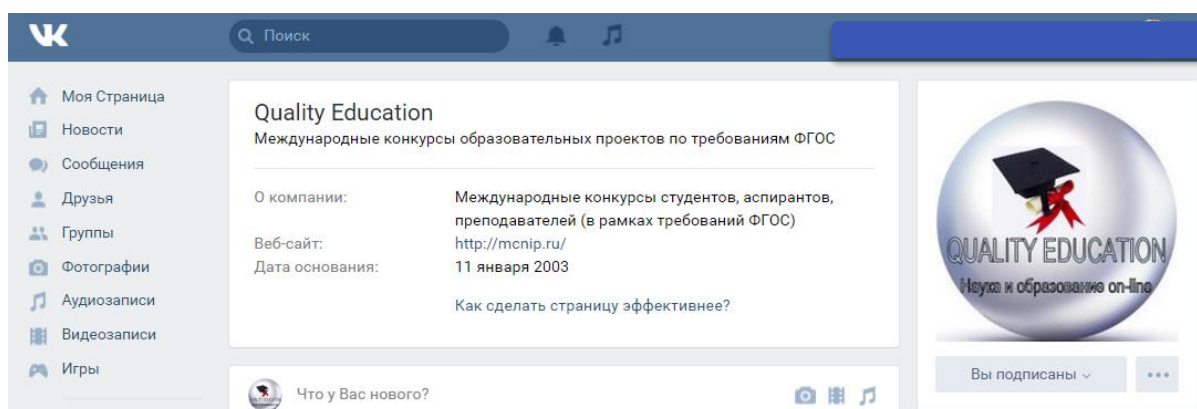 Поиск
Моя Страница
Новости
Сообщения
Друзья
Группы
Фотографии
Аудиозаписи
Видеозаписи
Игры
Quality Education
Международные конкурсы образовательных проектов по требованиям ФГОС
О компании: Международные конкурсы студентов, аспирантов,
преподавателей (в рамках требований ФГОС)
Веб-сайт: http://mcnip.ru/
Дата основания: 11 января 2003
Как сделать страницу эффективнее?
Что у Вас нового?
QUALITY EDUCATION
Наука и образование on-line
Вы подписаны